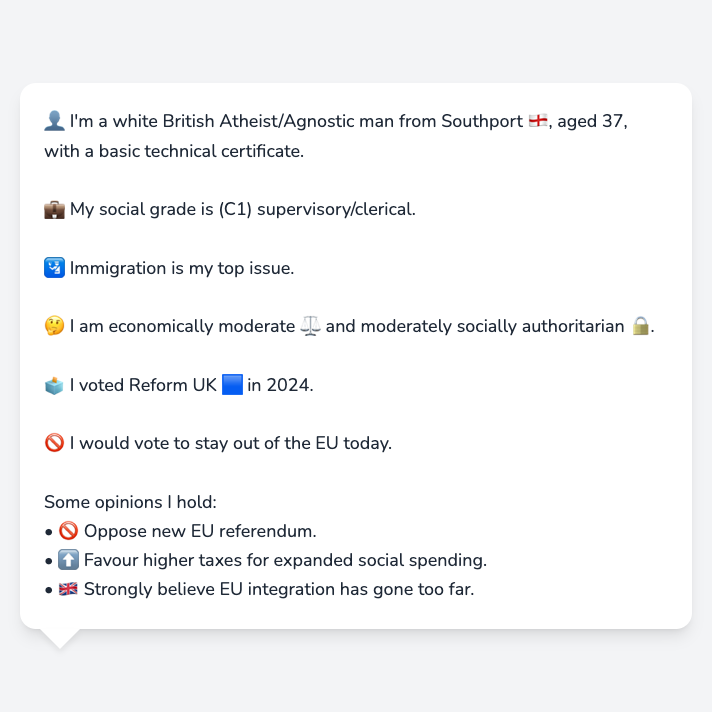 👤 I'm a white British Atheist/Agnostic man from Southport 🏴󠁧󠁢󠁥󠁮󠁧󠁿, aged 37,
with a basic technical certificate.
💼 My social grade is (C1) supervisory/clerical.
🛂 Immigration is my top issue.
🤔 I am economically moderate ⚖️ and moderately socially authoritarian 🔒.
🗳️ I voted Reform UK 🟦 in 2024.
🚫 I would vote to stay out of the EU today.
Some opinions I hold:
• 🚫 Oppose new EU referendum.
• ⬆️ Favour higher taxes for expanded social spending.
• 🇬🇧 Strongly believe EU integration has gone too far.